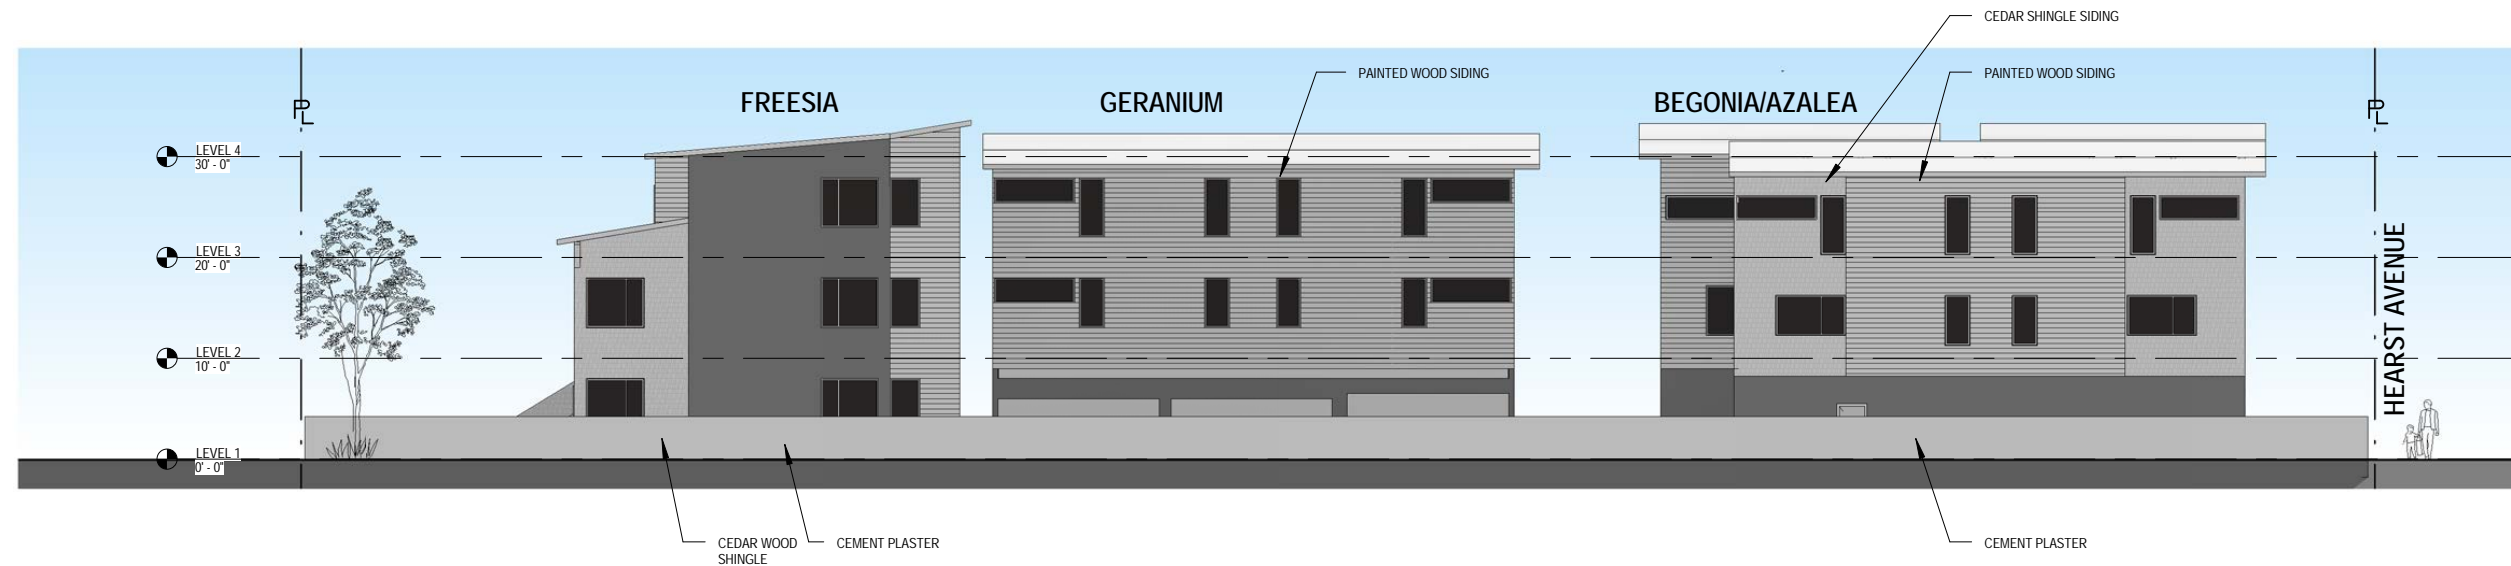 CEDAR SHINGLE SIDING
PAINTED WOOD SIDING
PAINTED WOOD SIDING
FREESIA
GERANIUM
BEGONIA/AZALEA
PL
PL
LEVEL 4
30' - 0"
LEVEL 3
20' - 0"
LEVEL 2
10' - 0"
LEVEL 1
0' - 0"
HEARST AVENUE
CEDAR WOOD
SHINGLE
CEMENT PLASTER
CEMENT PLASTER